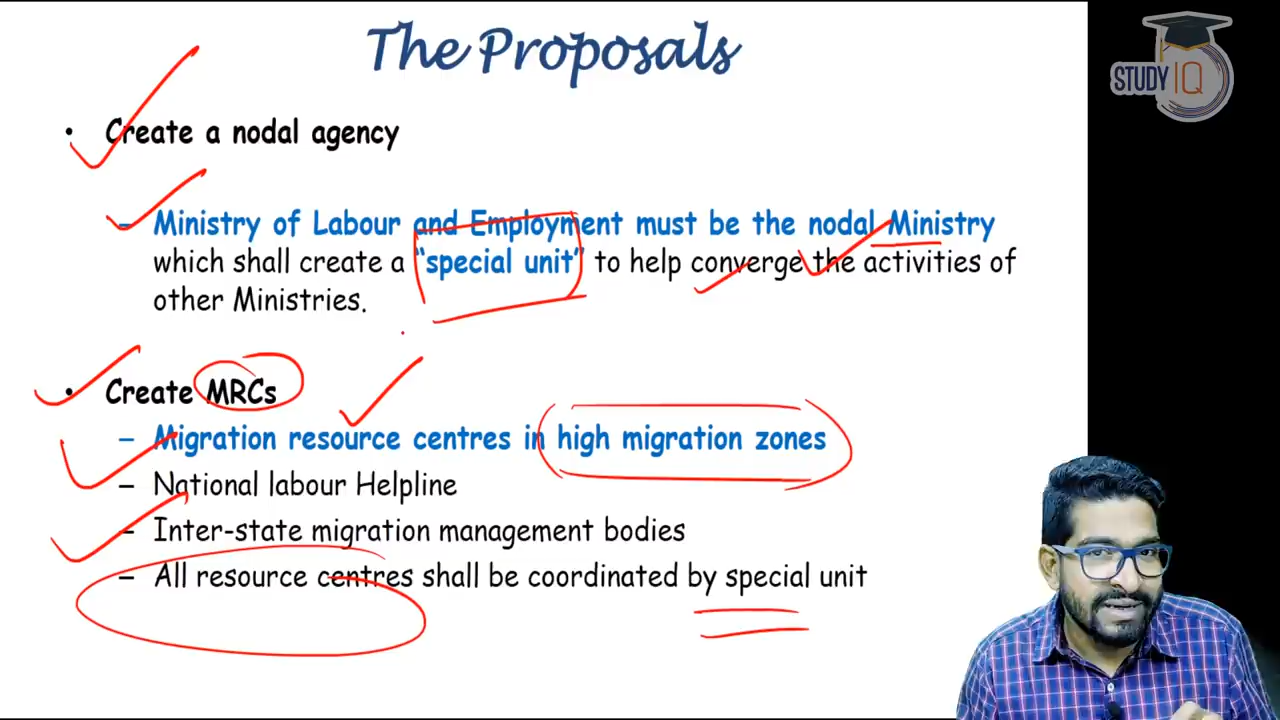 The Proposals
STUDY IQ
• Create a nodal agency
– Ministry of Labour and Employment must be the nodal Ministry
which shall create a “special unit” to help converge the activities of
other Ministries.
• Create MRCs
– Migration resource centres in high migration zones
– National labour Helpline
– Inter-state migration management bodies
– All resource centres shall be coordinated by special unit